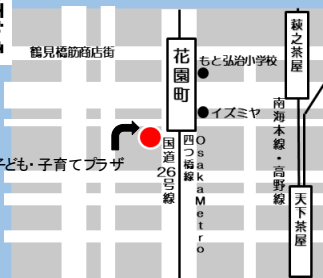 鶴見橋筋商店街
花園町
もと弘治小学校
萩之茶屋
イズミヤ
子ども・子育てプラザ
国道26号線
四つ橋線
OsakaMetro
南海本線・高野線
天下茶屋